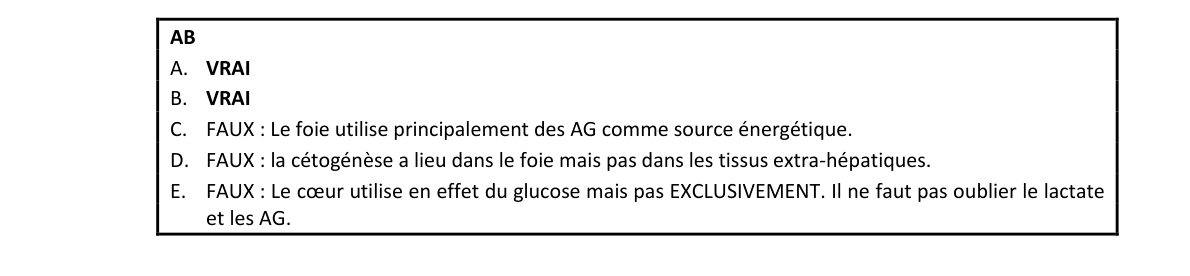 AB
A. VRAI
B. VRAI
C. FAUX : Le foie utilise principalement des AG comme source énergétique.
D. FAUX : la cétogénèse a lieu dans le foie mais pas dans les tissus extra-hépatiques.
E. FAUX : Le cœur utilise en effet du glucose mais pas EXCLUSIVEMENT. Il ne faut pas oublier le lactate
et les AG.